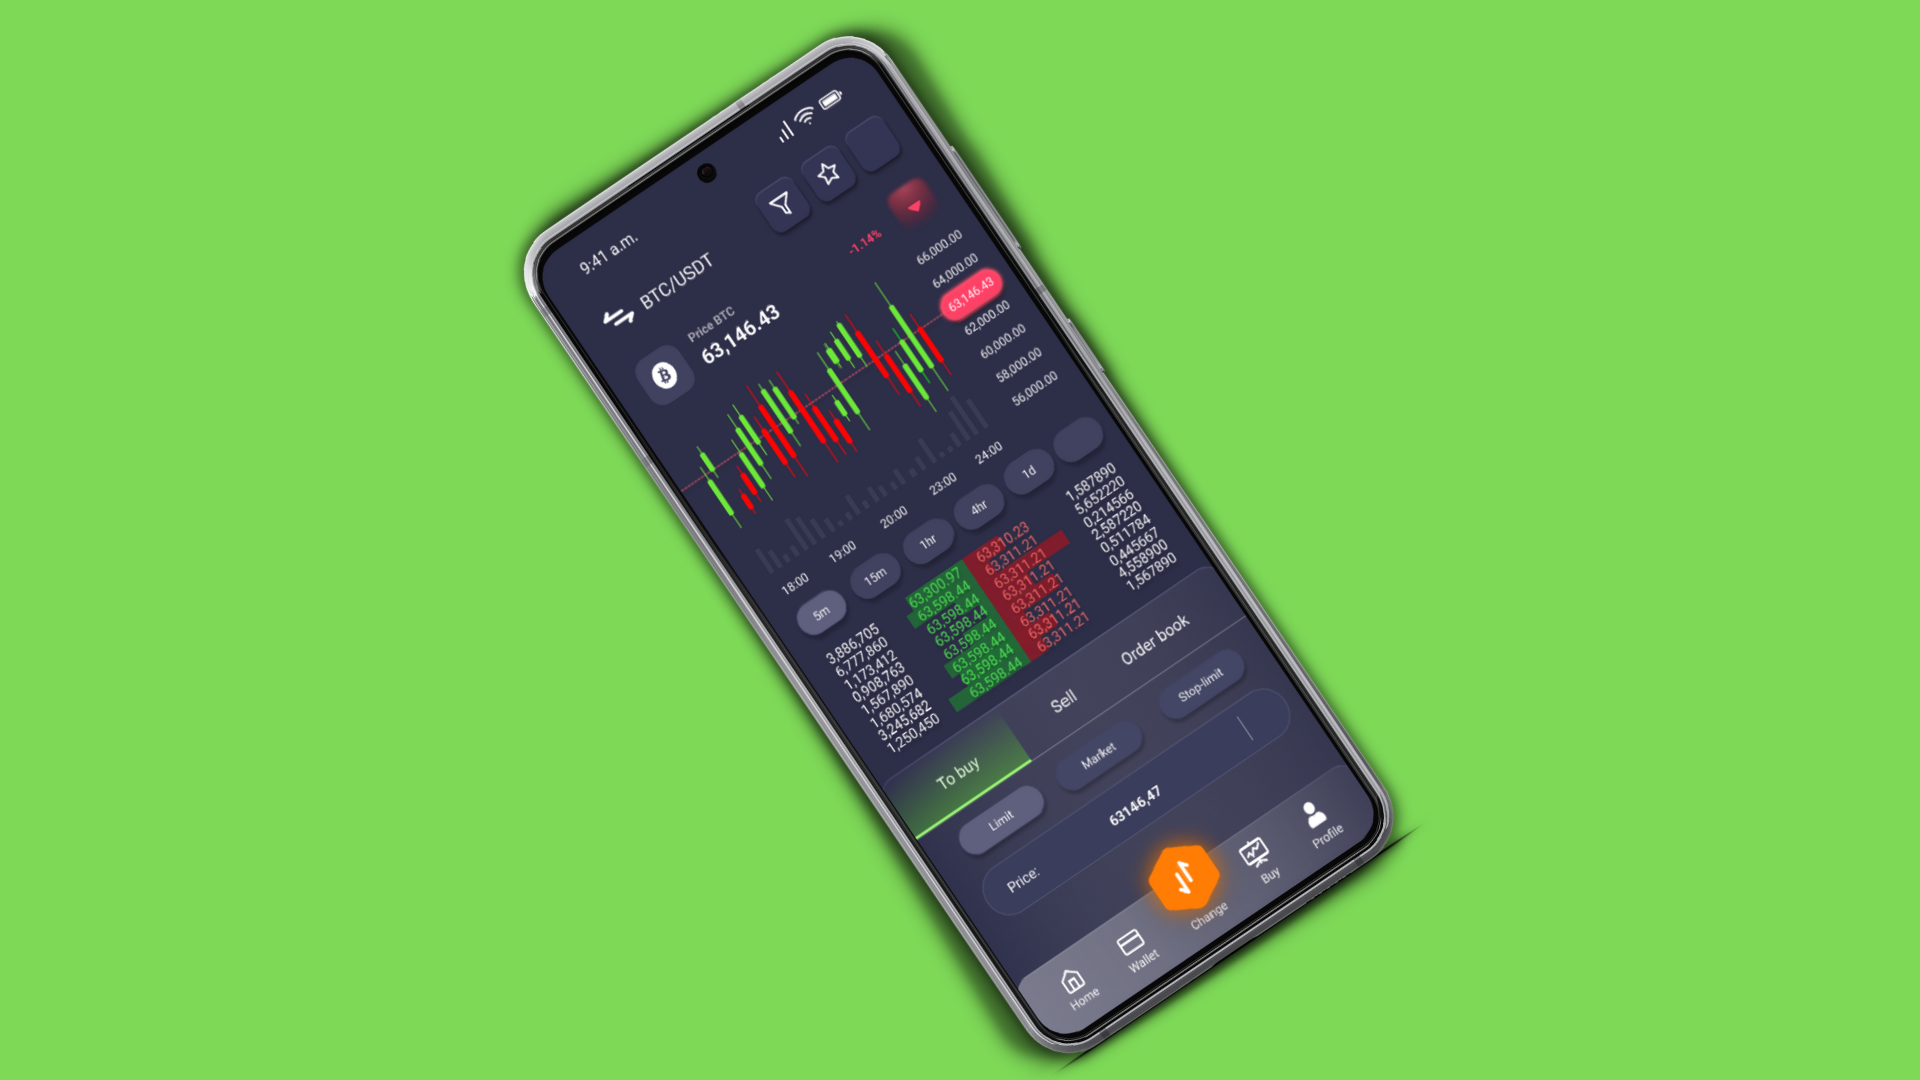 9:41 a.m.
BTC/USDT
-1.14%
Price BTC
63,146.43
66,000.00
64,000.00
63,146.43
62,000.00
60,000.00
58,000.00
56,000.00
18:00 19:00 20:00 23:00 24:00
5m 15m 1hr 4hr 1d
3,886,705 63,300.97 63,310.23 1,587890
6,777,860 63,598.44 63,311.21 5,652220
1,173,412 63,598.44 63,311.21 0,214566
0,908,763 63,598.44 63,311.21 2,587220
1,567,890 63,598.44 63,311.21 0,511784
1,680,574 63,598.44 63,311.21 0,445667
3,245,682 63,598.44 63,311.21 4,558900
1,250,450 63,598.44 63,311.21 1,567890
To buy Sell Order book
Limit Market Stop-limit
Price: 63146,47
Home Wallet Change Buy Profile